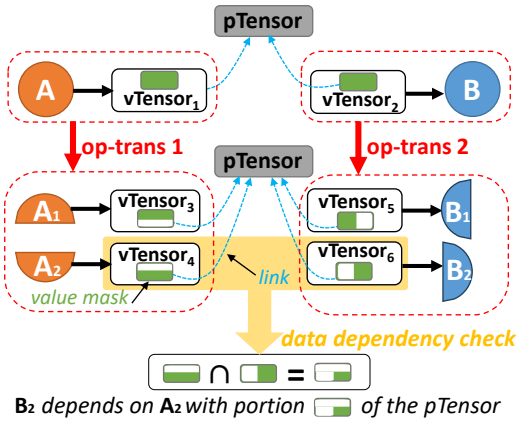 pTensor
A
vTensor1
vTensor2
B
op-trans 1
op-trans 2
pTensor
A1
vTensor3
vTensor5
B1
A2
vTensor4
vTensor6
B2
value mask
link
data dependency check
∩ =
B2 depends on A2 with portion of the pTensor